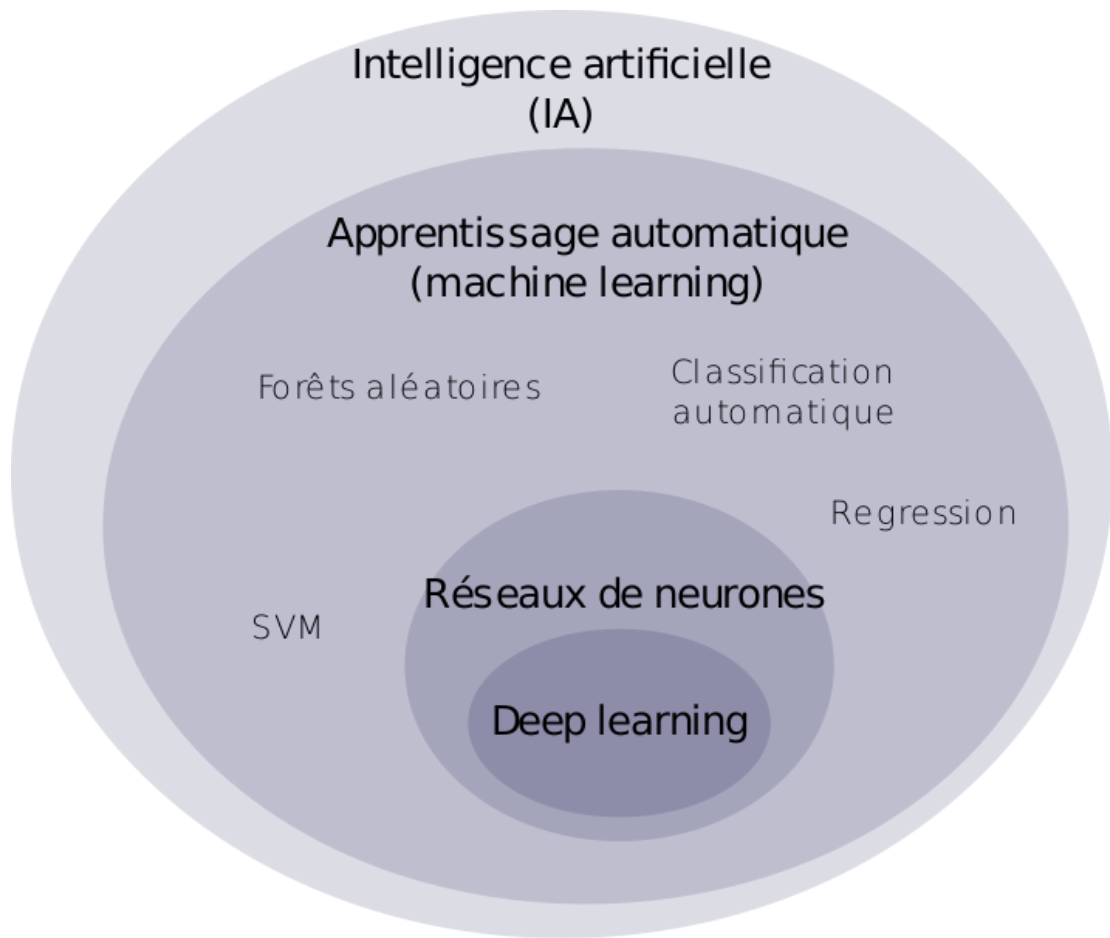 Intelligence artificielle
(IA)
Apprentissage automatique
(machine learning)
Forêts aléatoires
Classification
automatique
Regression
Réseaux de neurones
SVM
Deep learning